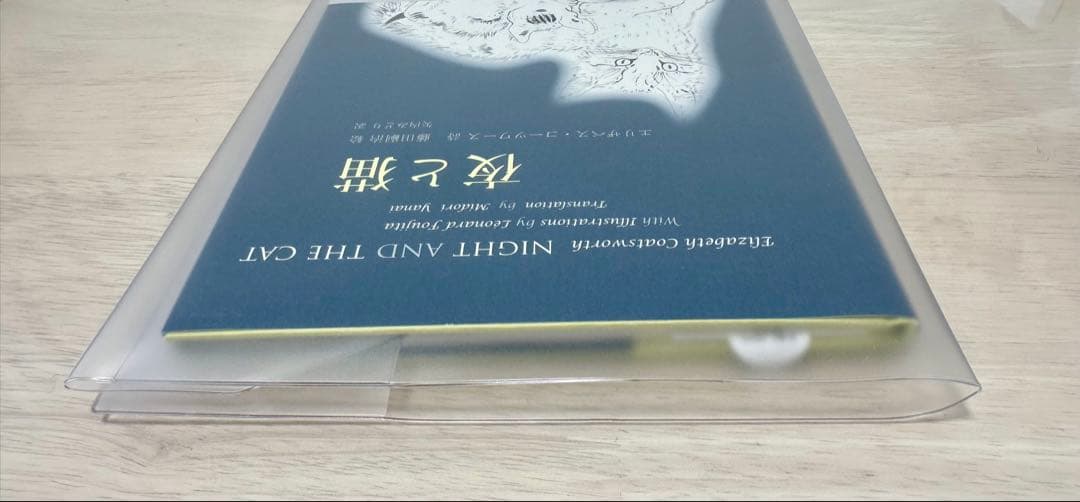 Elizabeth Coatsworth NIGHT AND THE CAT
With Illustrations by Leonard Foujita
Translation by Midori Yanai
夜と猫
エリザベス・コーツワース 詩 藤田嗣治 絵
矢内みどり 訳